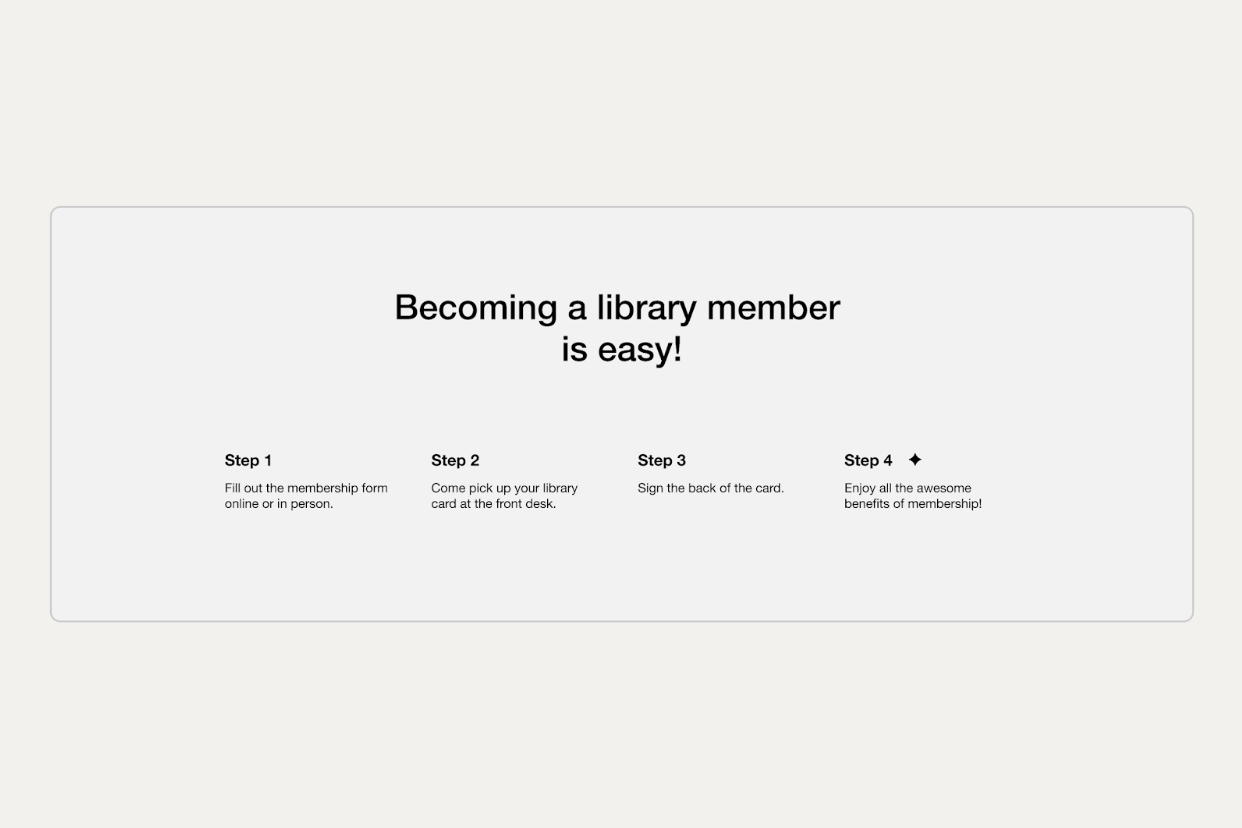 Becoming a library member
is easy!
Step 1
Fill out the membership form
online or in person.
Step 2
Come pick up your library
card at the front desk.
Step 3
Sign the back of the card.
Step 4 ✦
Enjoy all the awesome
benefits of membership!